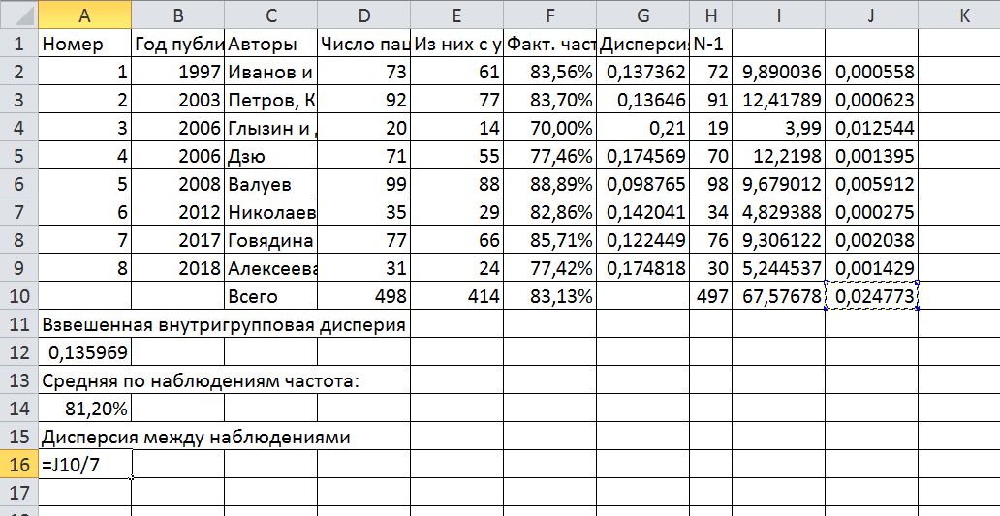 A B C D E F G H I J K
1 Номер Год публи Авторы Число пац Из них с у Факт. част Дисперсия N-1
2 1 1997 Иванов и 73 61 83,56% 0,137362 72 9,890036 0,000558
3 2 2003 Петров, К 92 77 83,70% 0,13646 91 12,41789 0,000623
4 3 2006 Глызин и 20 14 70,00% 0,21 19 3,99 0,012544
5 4 2006 Дзю 71 55 77,46% 0,174569 70 12,2198 0,001395
6 5 2008 Валуев 99 88 88,89% 0,098765 98 9,679012 0,005912
7 6 2012 Николаев 35 29 82,86% 0,142041 34 4,829388 0,000275
8 7 2017 Говядина 77 66 85,71% 0,122449 76 9,306122 0,002038
9 8 2018 Алексеева 31 24 77,42% 0,174818 30 5,244537 0,001429
10 Всего 498 414 83,13% 497 67,57678 0,024773
11 Взвешенная внутригрупповая дисперия
12 0,135969
13 Средняя по наблюдениям частота:
14 81,20%
15 Дисперсия между наблюдениями
16 =J10/7
17